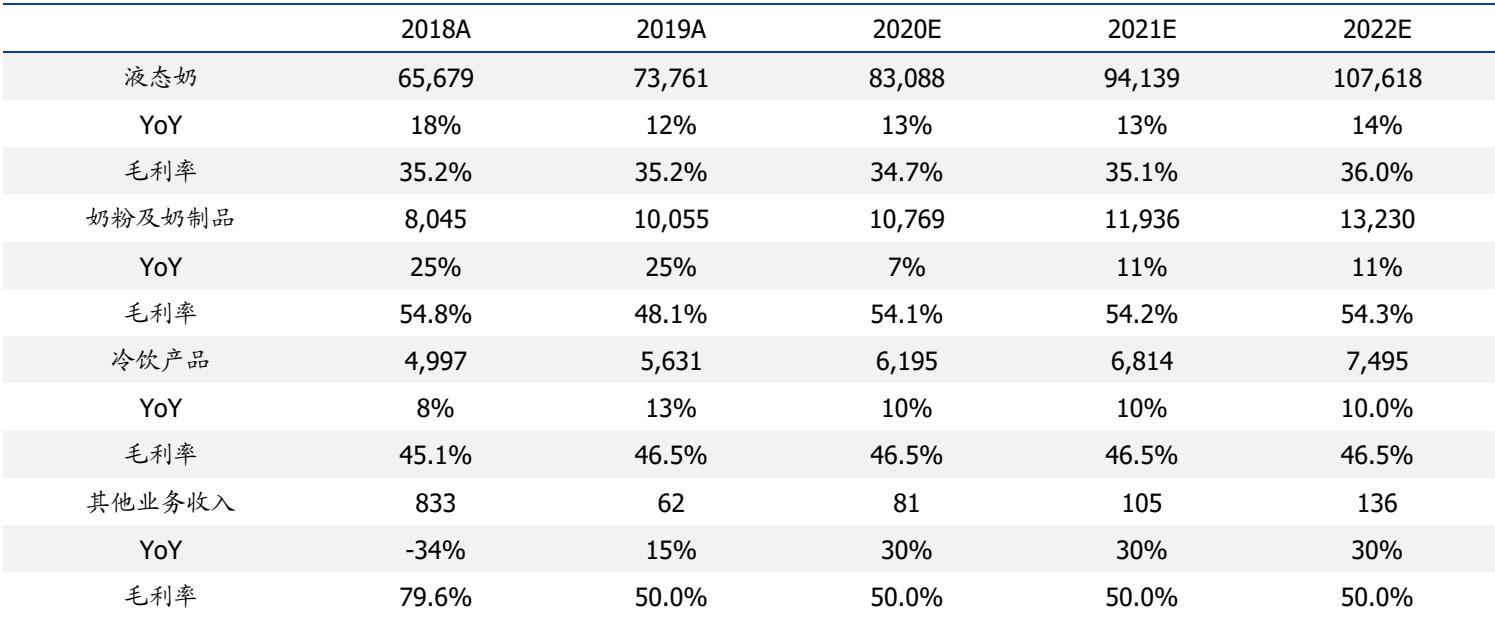 2018A 2019A 2020E 2021E 2022E
液态奶 65,679 73,761 83,088 94,139 107,618
YoY 18% 12% 13% 13% 14%
毛利率 35.2% 35.2% 34.7% 35.1% 36.0%
奶粉及奶制品 8,045 10,055 10,769 11,936 13,230
YoY 25% 25% 7% 11% 11%
毛利率 54.8% 48.1% 54.1% 54.2% 54.3%
冷饮产品 4,997 5,631 6,195 6,814 7,495
YoY 8% 13% 10% 10% 10.0%
毛利率 45.1% 46.5% 46.5% 46.5% 46.5%
其他业务收入 833 62 81 105 136
YoY -34% 15% 30% 30% 30%
毛利率 79.6% 50.0% 50.0% 50.0% 50.0%